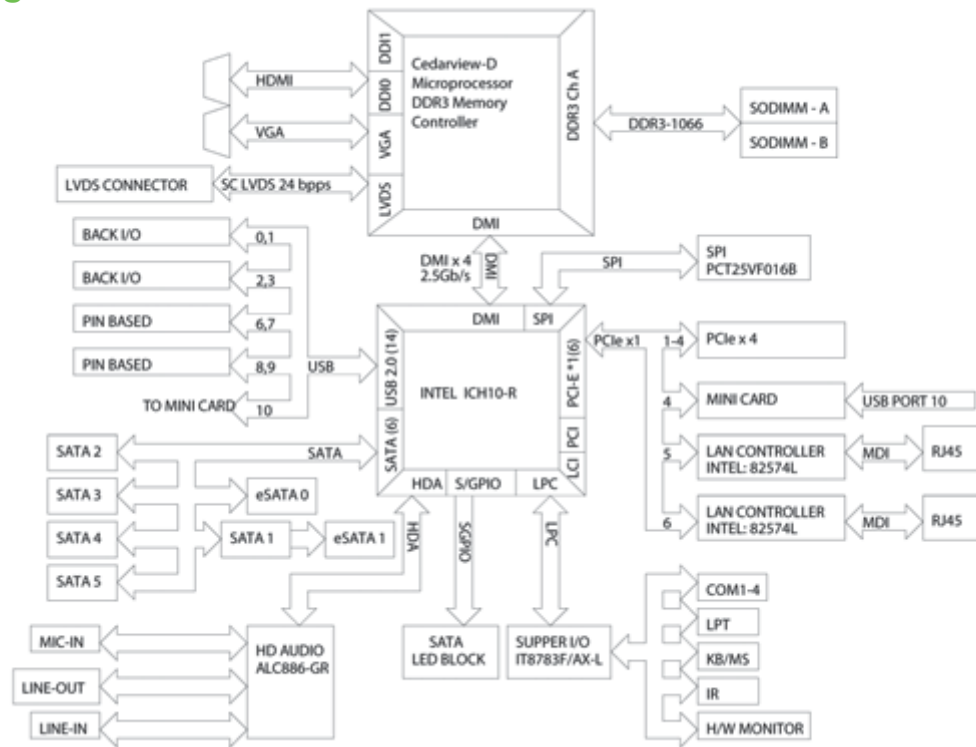 DDI1
DDI0
VGA
LVDS
Cedarview-D
Microprocessor
DDR3 Memory
Controller
DDR3 Ch A
DMI
HDMI
VGA
LVDS CONNECTOR
SC LVDS 24 bpps
DDR3-1066
SODIMM - A
SODIMM - B
BACK I/O
0,1
BACK I/O
2,3
PIN BASED
6,7
PIN BASED
8,9
TO MINI CARD
10
USB
DMI x 4
2.5Gb/s
DMI
SPI
SPI
PCT25VF016B
DMI
SPI
USB 2.0 (14)
SATA (6)
INTEL ICH10-R
PCI-E *1(6)
PCI
LCI
HDA
S/GPIO
LPC
PCIe x1
1-4
PCIe x 4
4
MINI CARD
USB PORT 10
5
LAN CONTROLLER
INTEL: 82574L
MDI
RJ45
6
LAN CONTROLLER
INTEL: 82574L
MDI
RJ45
SATA 2
SATA
SATA 3
eSATA 0
SATA 4
SATA 1
eSATA 1
SATA 5
HDA
SGPIO
LPC
MIC-IN
LINE-OUT
LINE-IN
HD AUDIO
ALC886-GR
SATA
LED BLOCK
SUPPER I/O
IT8783F/AX-L
COM1-4
LPT
KB/MS
IR
H/W MONITOR